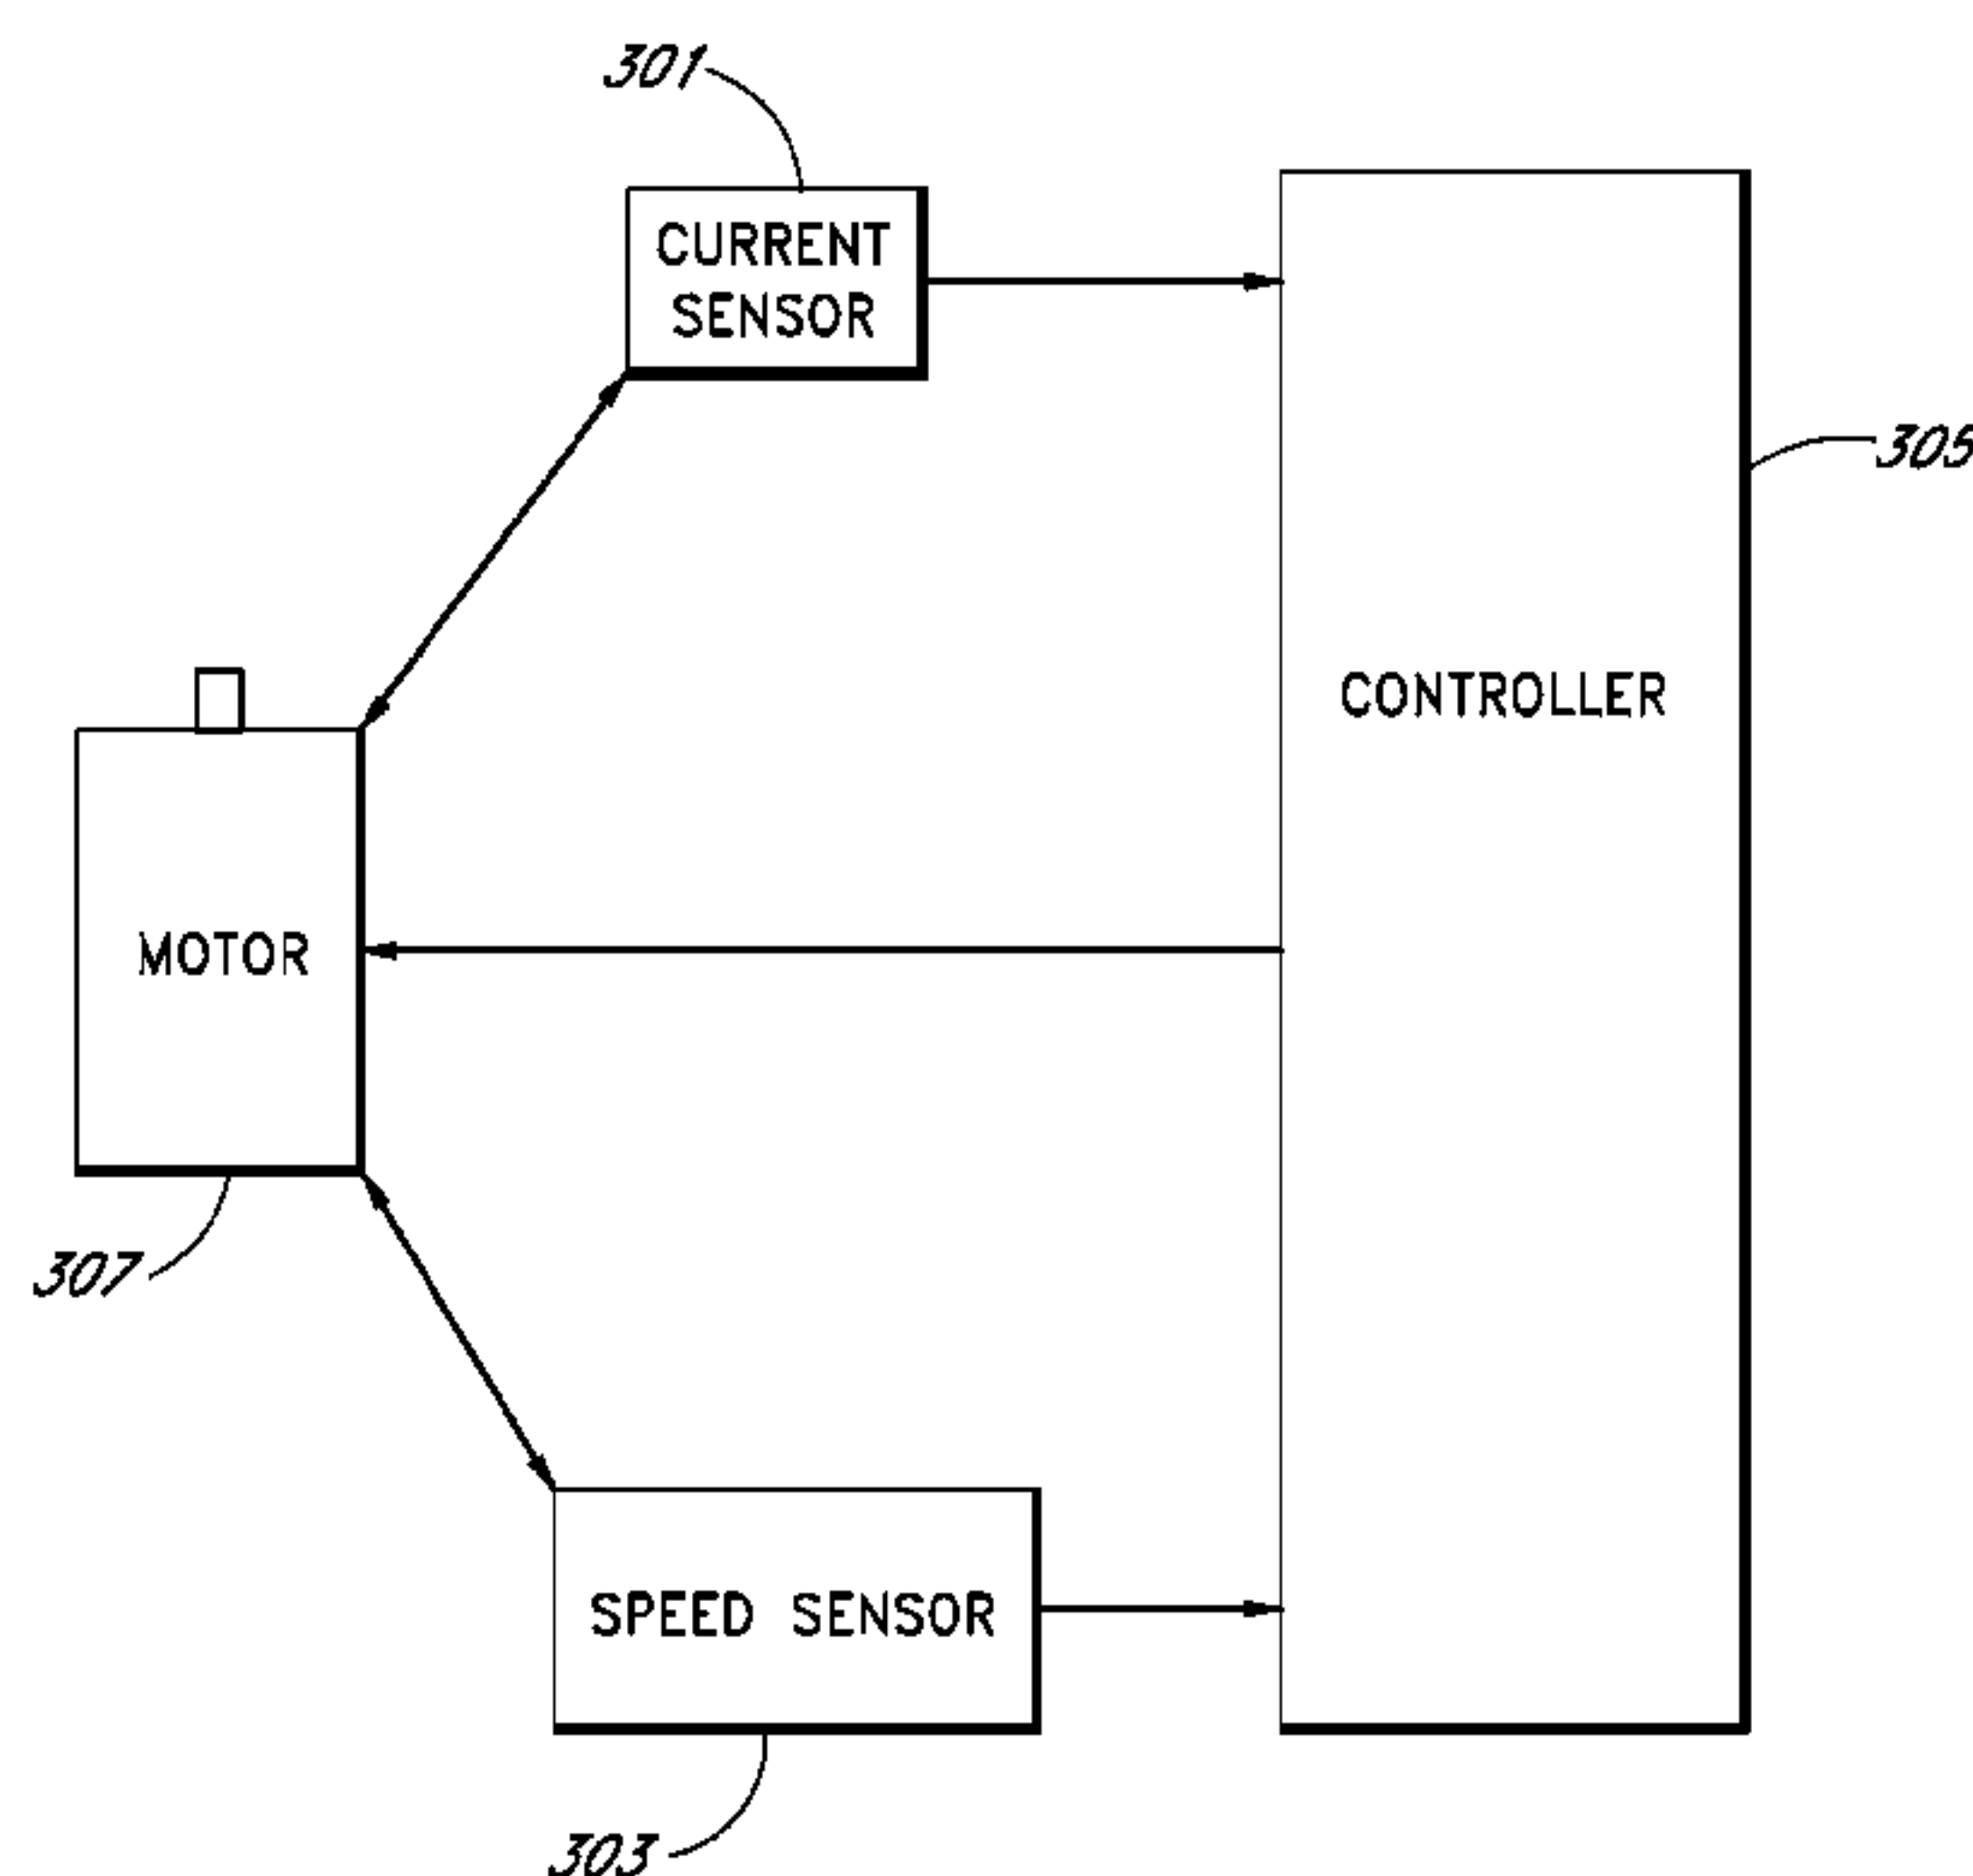 301
CURRENT
SENSOR
305
CONTROLLER
MOTOR
307
SPEED SENSOR
303